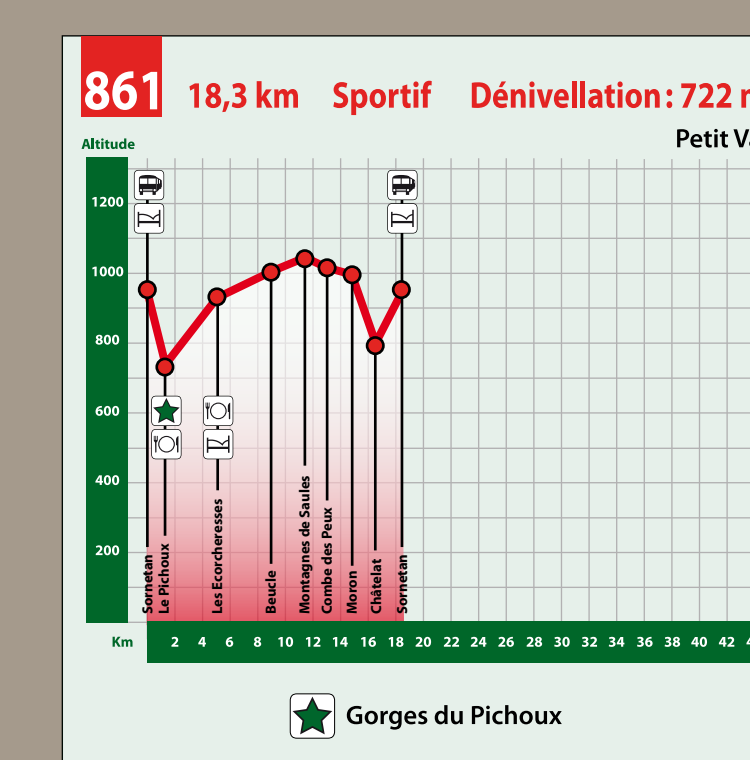 861
18,3 km Sportif Dénivellation : 722
Altitude
Petit
1200
1000
800
600
400
200
Sornetan
Le Pichoux
Les Ecorcheresses
Beucle
Montagnes de Saules
Combe des Peux
Moron
Châtelat
Sornetan
Km 2 4 6 8 10 12 14 16 18 20 22 24 26 28 30 32 34 36 38 40 42
Gorges du Pichoux